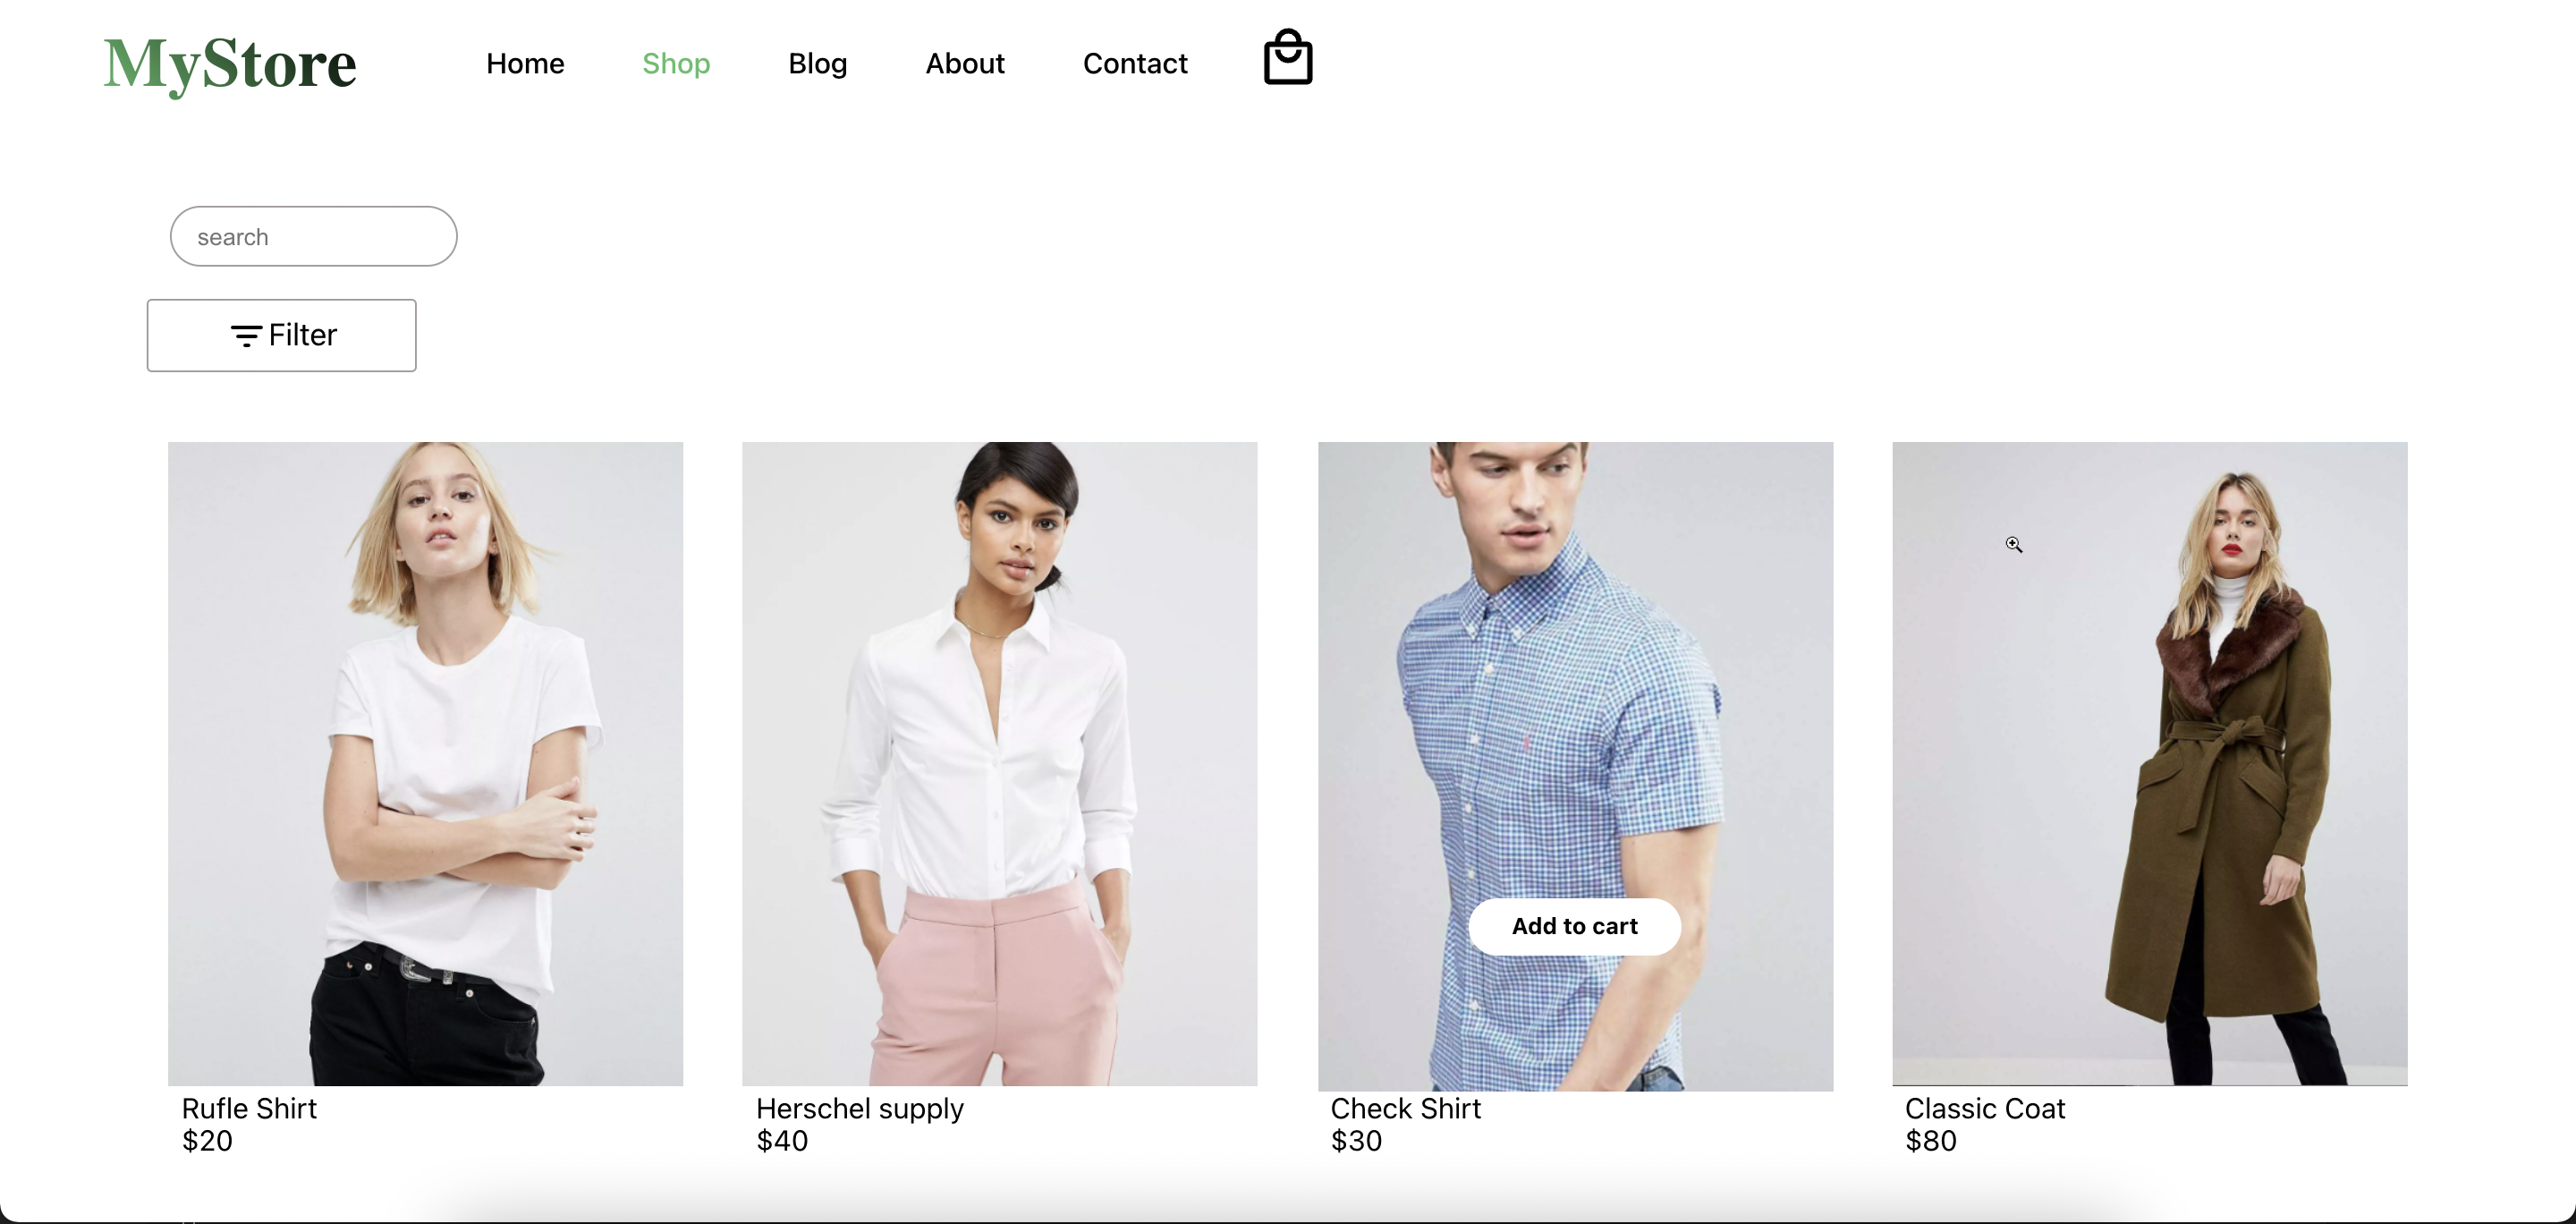 MyStore Home Shop Blog About Contact
search
Filter
Add to cart
Rufle Shirt
$20
Herschel supply
$40
Check Shirt
$30
Classic Coat
$80